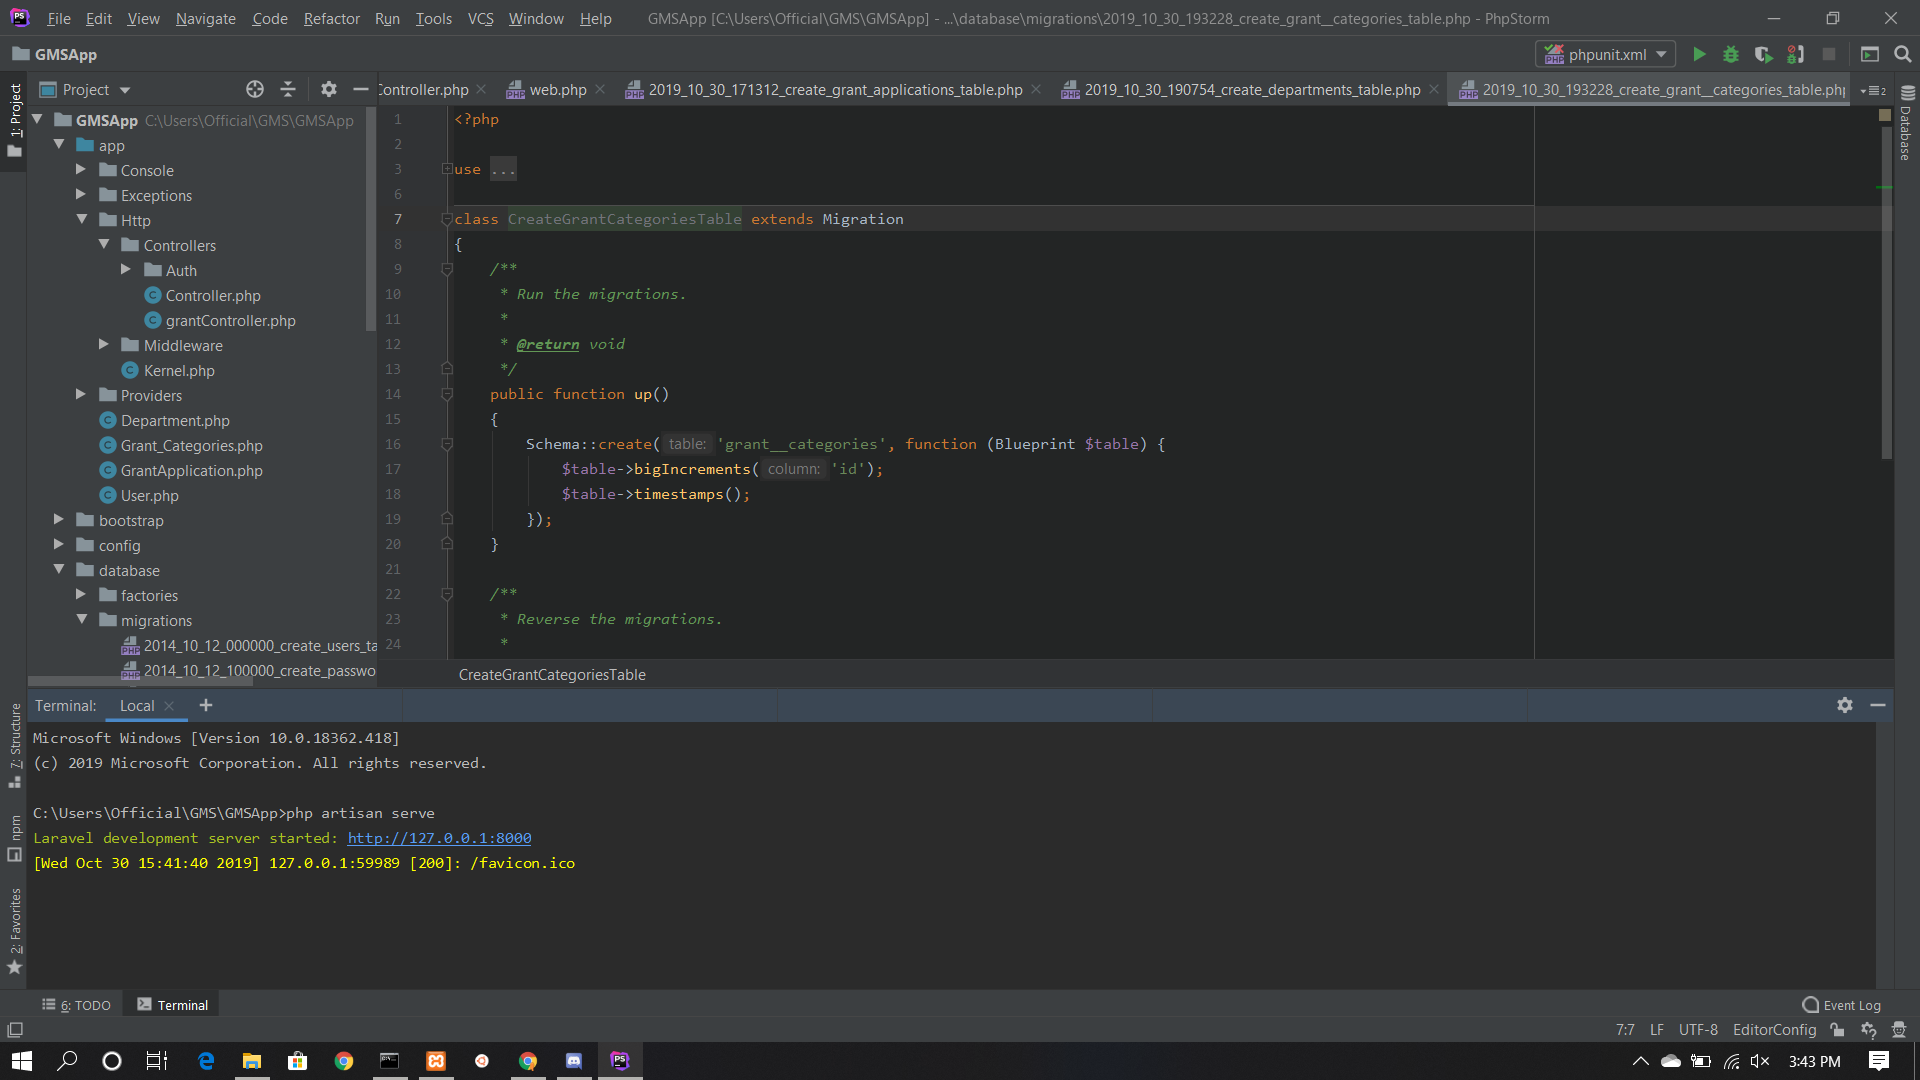 File Edit View Navigate Code Refactor Run Tools VCS Window Help GMSApp [C:\Users\Official\GMS\GMSApp] - ...\database\migrations\2019_10_30_193228_create_grant__categories_table.php - PhpStorm
GMSApp
phpunit.xml
1: Project
Project
Controller.php
web.php
2019_10_30_171312_create_grant_applications_table.php
2019_10_30_190754_create_departments_table.php
2019_10_30_193228_create_grant__categories_table.php
2
Database
GMSApp C:\Users\Official\GMS\GMSApp
app
Console
Exceptions
Http
Controllers
Auth
Controller.php
grantController.php
Middleware
Kernel.php
Providers
Department.php
Grant_Categories.php
GrantApplication.php
User.php
bootstrap
config
database
factories
migrations
2014_10_12_000000_create_users_ta
2014_10_12_100000_create_passwo
1 <?php
2
3 use ...
6
7 class CreateGrantCategoriesTable extends Migration
8 {
9 /**
10 * Run the migrations.
11 *
12 * @return void
13 */
14 public function up()
15 {
16 Schema::create( table: 'grant__categories', function (Blueprint $table) {
17 $table->bigIncrements( column: 'id');
18 $table->timestamps();
19 });
20 }
21
22 /**
23 * Reverse the migrations.
24 *
CreateGrantCategoriesTable
Terminal: Local
Microsoft Windows [Version 10.0.18362.418]
(c) 2019 Microsoft Corporation. All rights reserved.
C:\Users\Official\GMS\GMSApp>php artisan serve
Laravel development server started: http://127.0.0.1:8000
[Wed Oct 30 15:41:40 2019] 127.0.0.1:59989 [200]: /favicon.ico
7: Structure
npm
2: Favorites
6: TODO
Terminal
Event Log
7:7 LF UTF-8 EditorConfig
3:43 PM